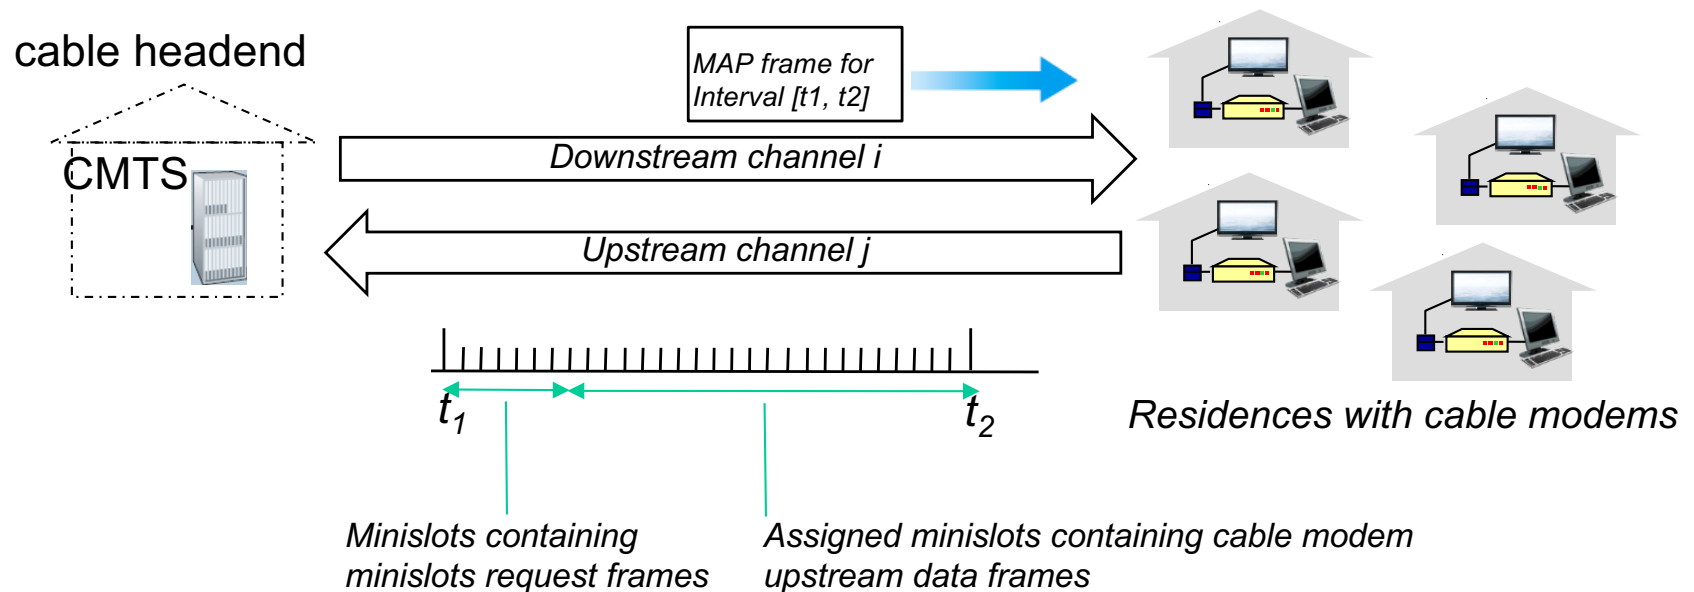 cable headend
MAP frame for
Interval [t1, t2]
CMTS
Downstream channel i
Upstream channel j
t1
t2
Residences with cable modems
Minislots containing
minislots request frames
Assigned minislots containing cable modem
upstream data frames